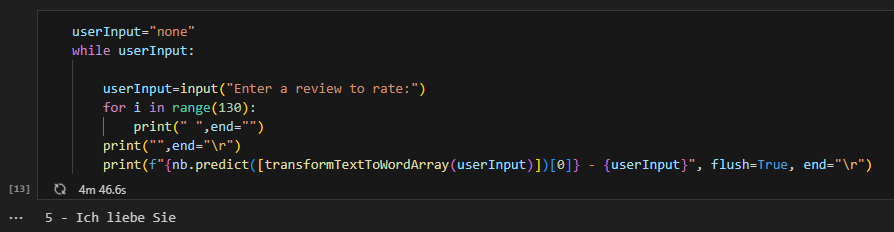 userInput="none"
while userInput:
userInput=input("Enter a review to rate:")
for i in range(130):
print(" ",end="")
print("",end="\r")
print(f"{nb.predict([transformTextToWordArray(userInput)])[0]} - {userInput}", flush=True, end="\r")
[13] 4m 46.6s
... 5 - Ich liebe Sie